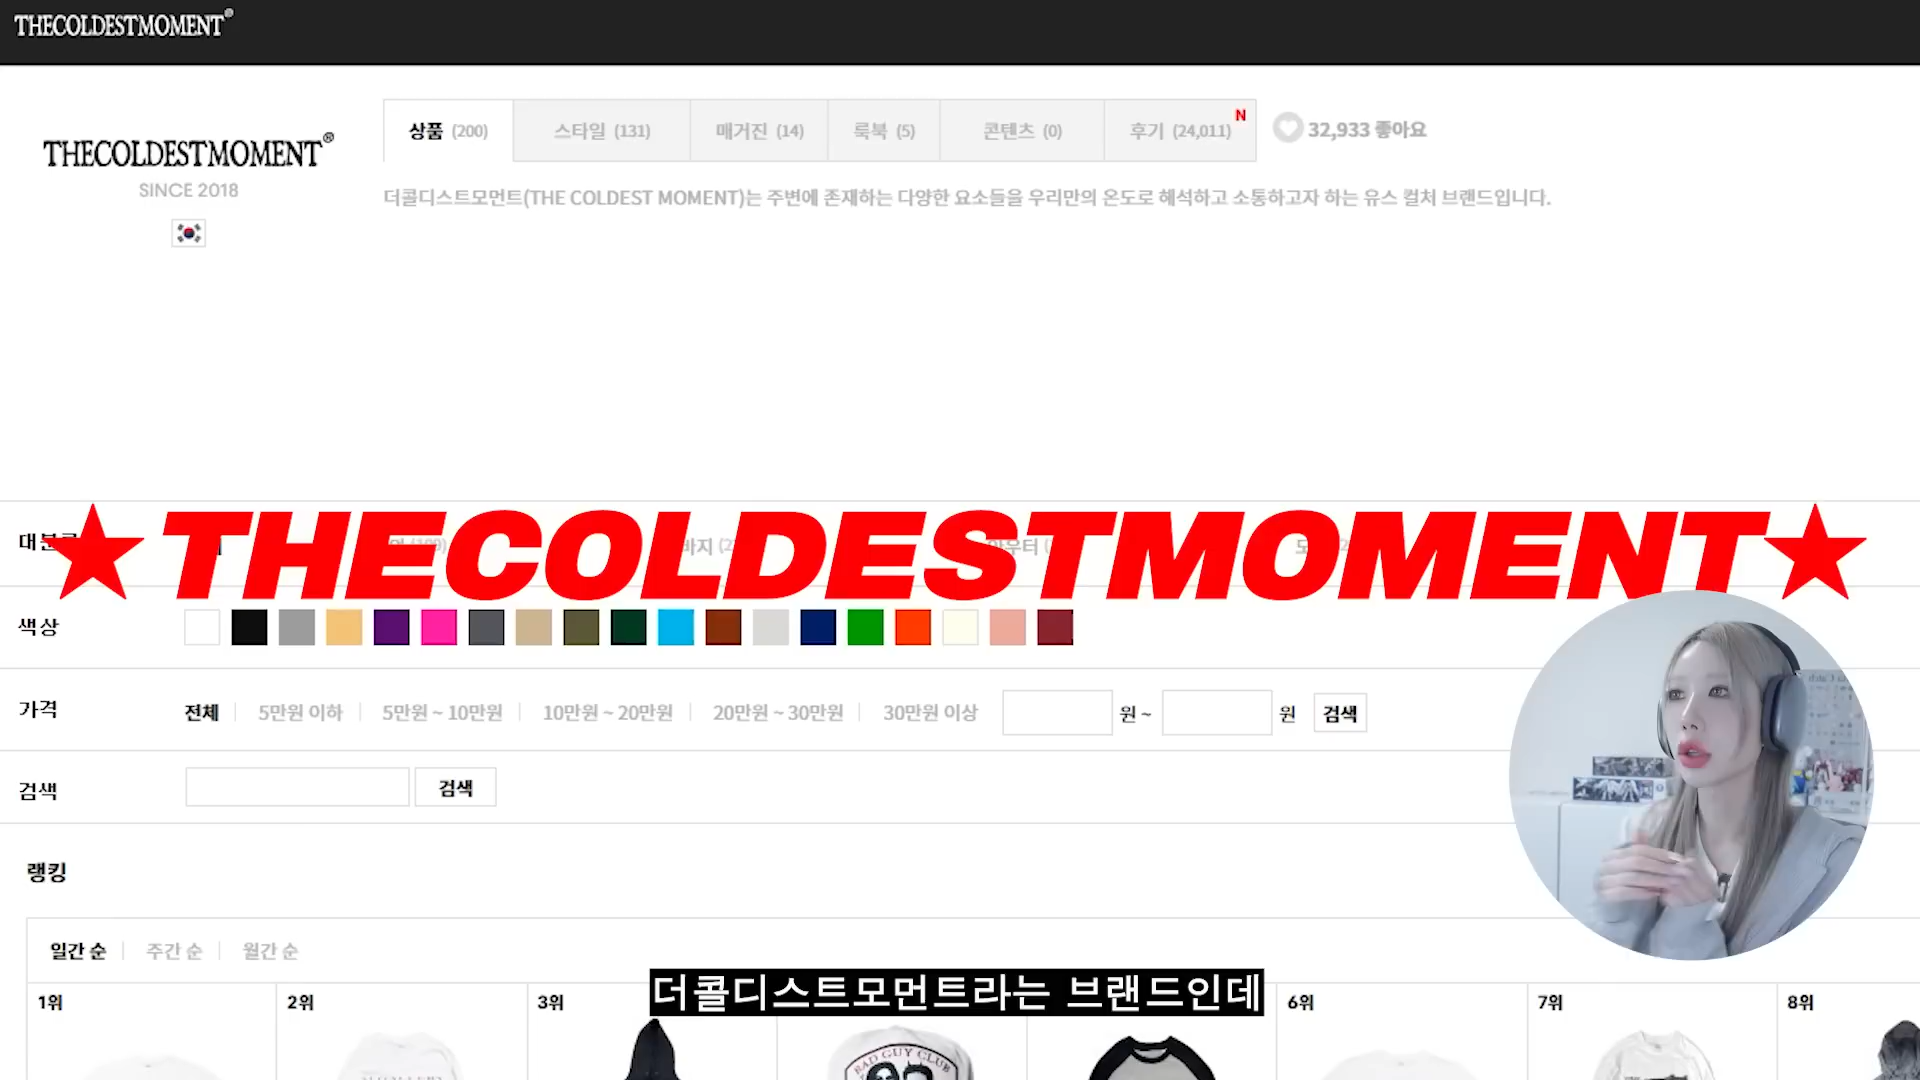 THECOLDESTMOMENT®
THECOLDESTMOMENT®
SINCE 2018
상품 (200)
스타일 (131)
매거진 (14)
룩북 (5)
콘텐츠 (0)
후기 (24,011)
N
32,933 좋아요
더콜디스트모먼트(THE COLDEST MOMENT)는 주변에 존재하는 다양한 요소들을 우리만의 온도로 해석하고 소통하고자 하는 유스 컬처 브랜드입니다.
★THECOLDESTMOMENT★
색상
가격
전체
5만원 이하
5만원 ~ 10만원
10만원 ~ 20만원
20만원 ~ 30만원
30만원 이상
원 ~
원
검색
검색
검색
랭킹
일간 순
주간 순
월간 순
1위
2위
3위
6위
7위
8위
BAD GUY CLUB
더콜디스트모먼트라는 브랜드인데